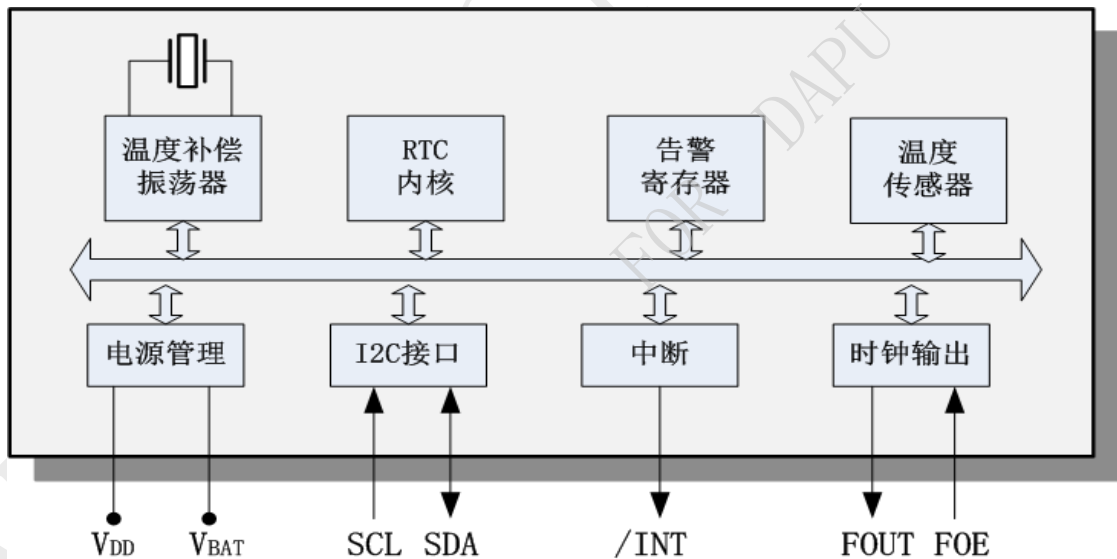 FOR DAPU
温度补偿
振荡器
RTC
内核
告警
寄存器
温度
传感器
电源管理
I2C接口
中断
时钟输出
VDD
VBAT
SCL
SDA
/INT
FOUT
FOE